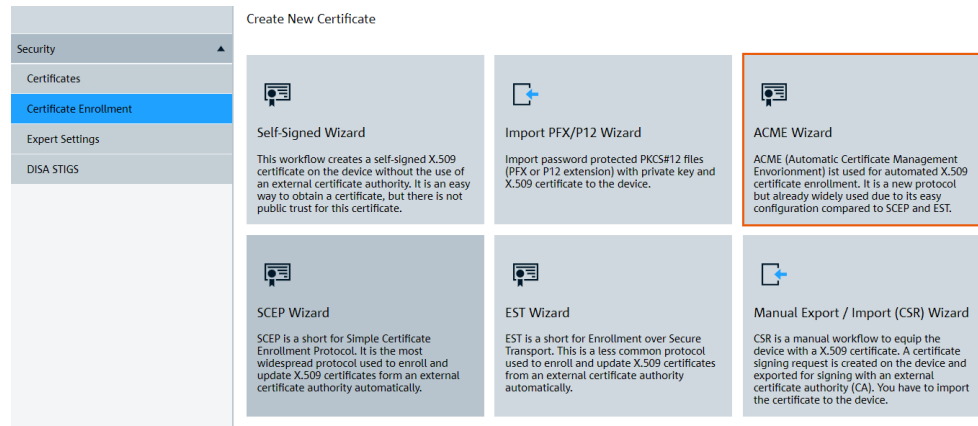 Create New Certificate
Security
Certificates
Certificate Enrollment
Expert Settings
DISA STIGS
Self-Signed Wizard
This workflow creates a self-signed X.509
certificate on the device without the use of
an external certificate authority. It is an easy
way to obtain a certificate, but there is not
public trust for this certificate.
Import PFX/P12 Wizard
Import password protected PKCS#12 files
(PFX or P12 extension) with private key and
X.509 certificate to the device.
ACME Wizard
ACME (Automatic Certificate Management
Envorionment) ist used for automated X.509
certificate enrollment. It is a new protocol
but already widely used due to its easy
configuration compared to SCEP and EST.
SCEP Wizard
SCEP is a short for Simple Certificate
Enrollment Protocol. It is the most
widespread protocol used to enroll and
update X.509 certificates form an external
certificate authority automatically.
EST Wizard
EST is a short for Enrollment over Secure
Transport. This is a less common protocol
used to enroll and update X.509 certificates
from an external certificate authority
automatically.
Manual Export / Import (CSR) Wizard
CSR is a manual workflow to equip the
device with a X.509 certificate. A certificate
signing request is created on the device and
exported for signing with an external
certificate authority (CA). You have to import
the certificate to the device.